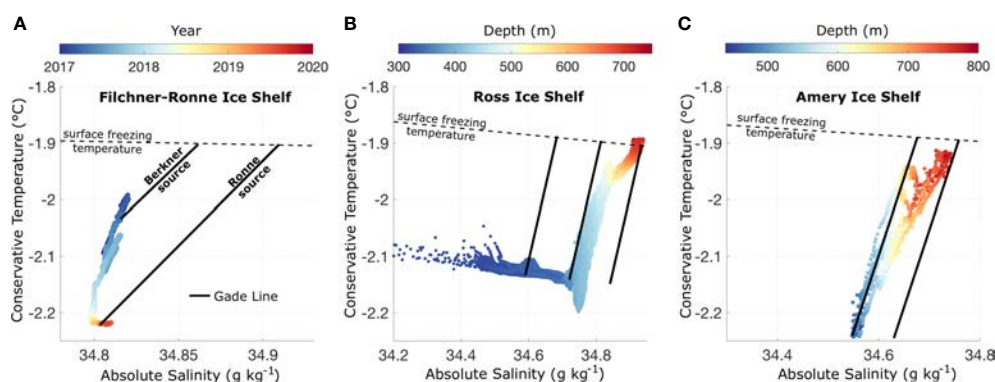 A
Year
2017 2018 2019 2020
Filchner-Ronne Ice Shelf
surface freezing
temperature
Berkner
source
Ronne
source
Gade Line
-1.8
-1.9
-2
-2.1
-2.2
Conservative Temperature (°C)
34.8 34.85 34.9
Absolute Salinity (g kg-1)
B
Depth (m)
300 400 500 600 700
Ross Ice Shelf
surface freezing
temperature
-1.8
-1.9
-2
-2.1
-2.2
Conservative Temperature (°C)
34.2 34.4 34.6 34.8
Absolute Salinity (g kg-1)
C
Depth (m)
500 600 700 800
Amery Ice Shelf
surface freezing
temperature
-1.8
-1.9
-2
-2.1
-2.2
Conservative Temperature (°C)
34.4 34.6 34.8
Absolute Salinity (g kg-1)